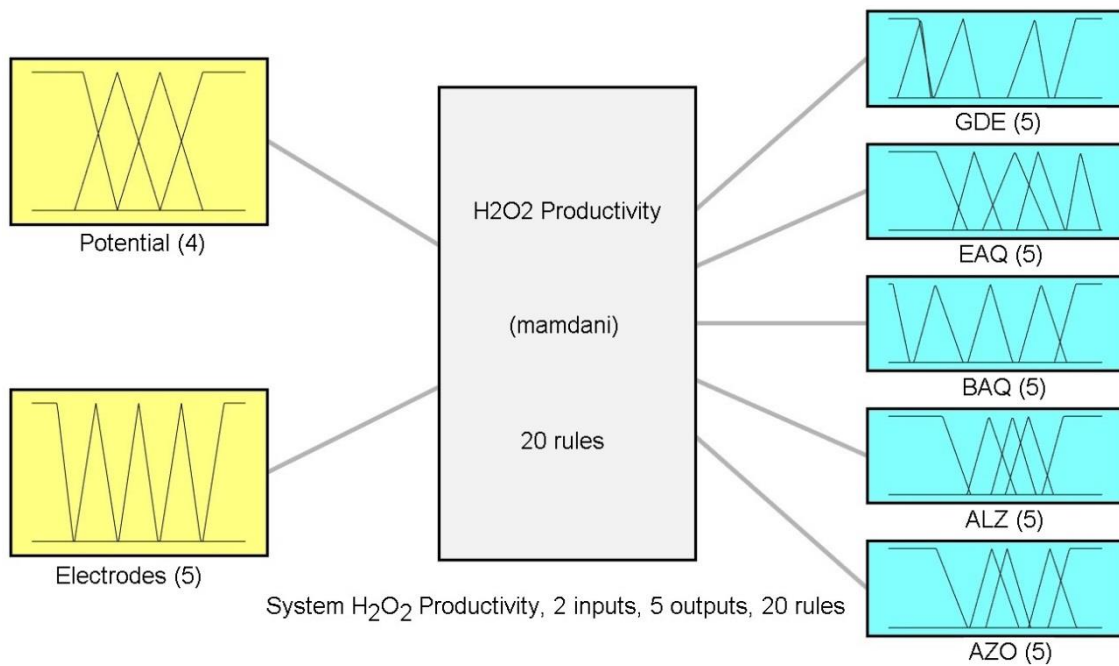 Potential (4)
Electrodes (5)
H2O2 Productivity
(mamdani)
20 rules
GDE (5)
EAQ (5)
BAQ (5)
ALZ (5)
AZO (5)
System H₂O₂ Productivity, 2 inputs, 5 outputs, 20 rules